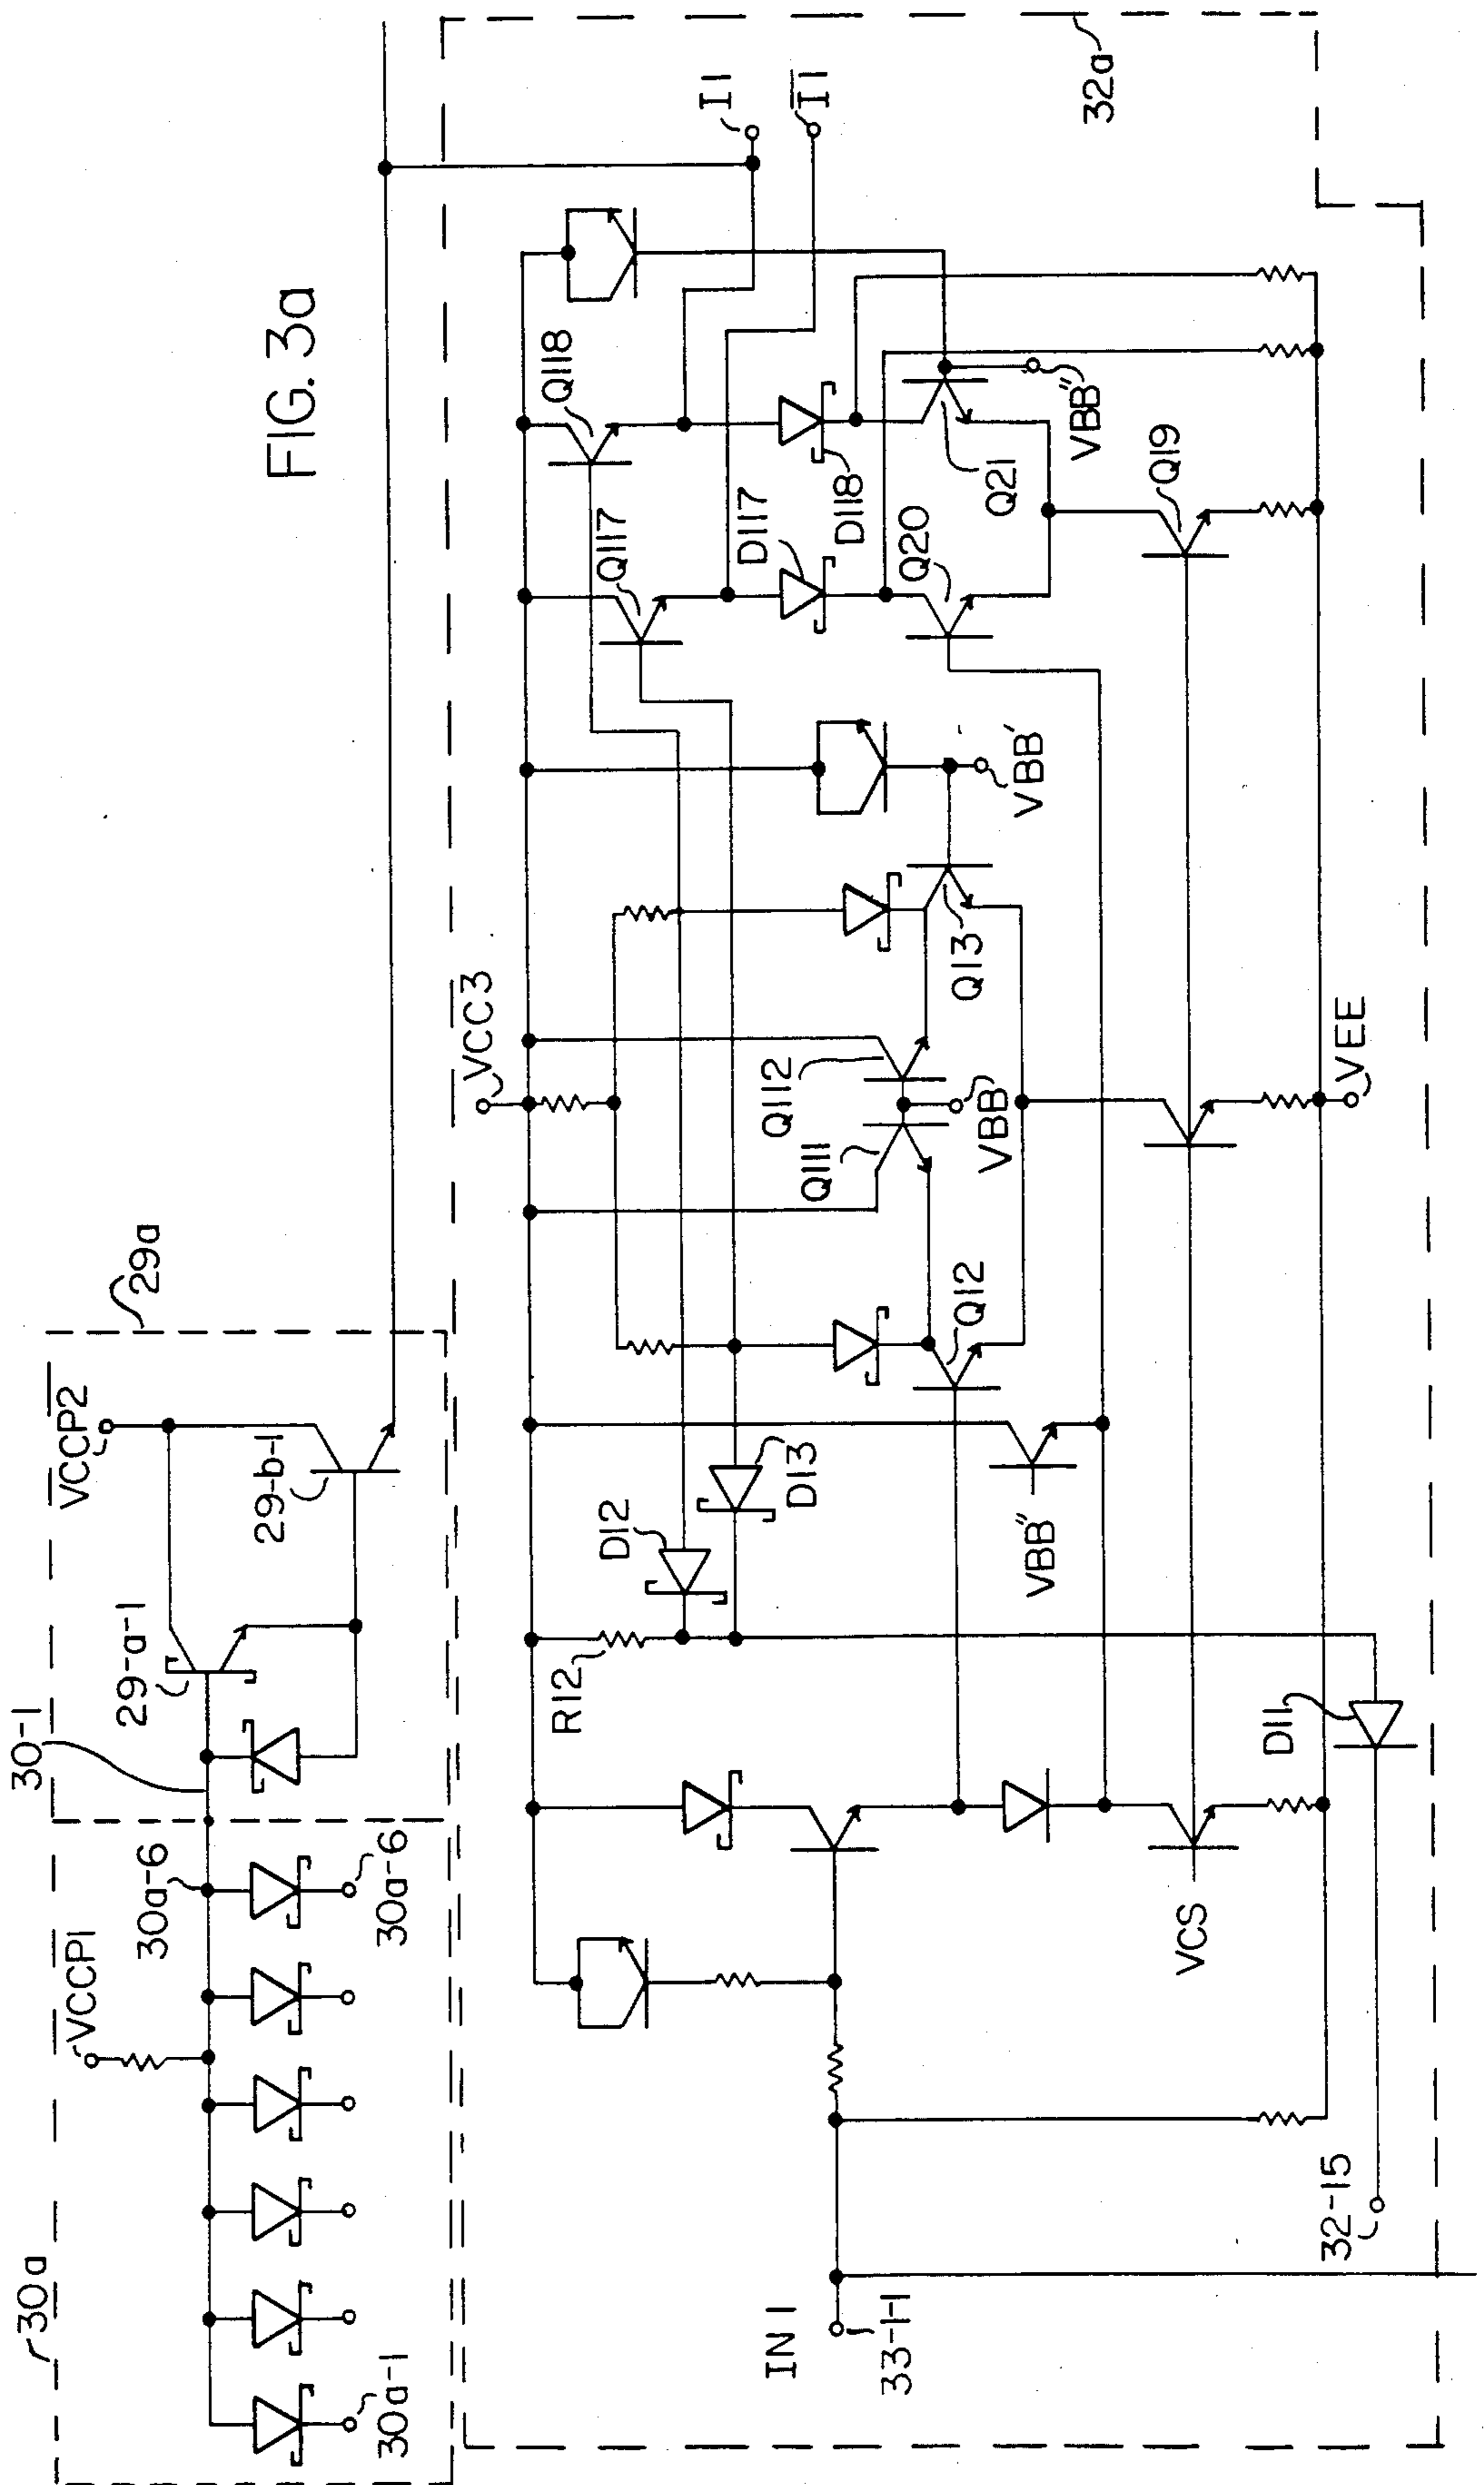 30a
VCCP1
30a-6
30-1
29-a-1
VCCP2
29-b-1
29a
30a-1
30a-6
FIG. 3a
VCC3
I1
I̅1̅
Q118
Q117
R12
D12
D13
D117
D118
Q111
Q112
Q12
Q13
VBB
VBB'
Q20
Q21
VBB"
VBB"
Q19
32a
IN 1
33-1-1
VCS
D11
VEE
32-15